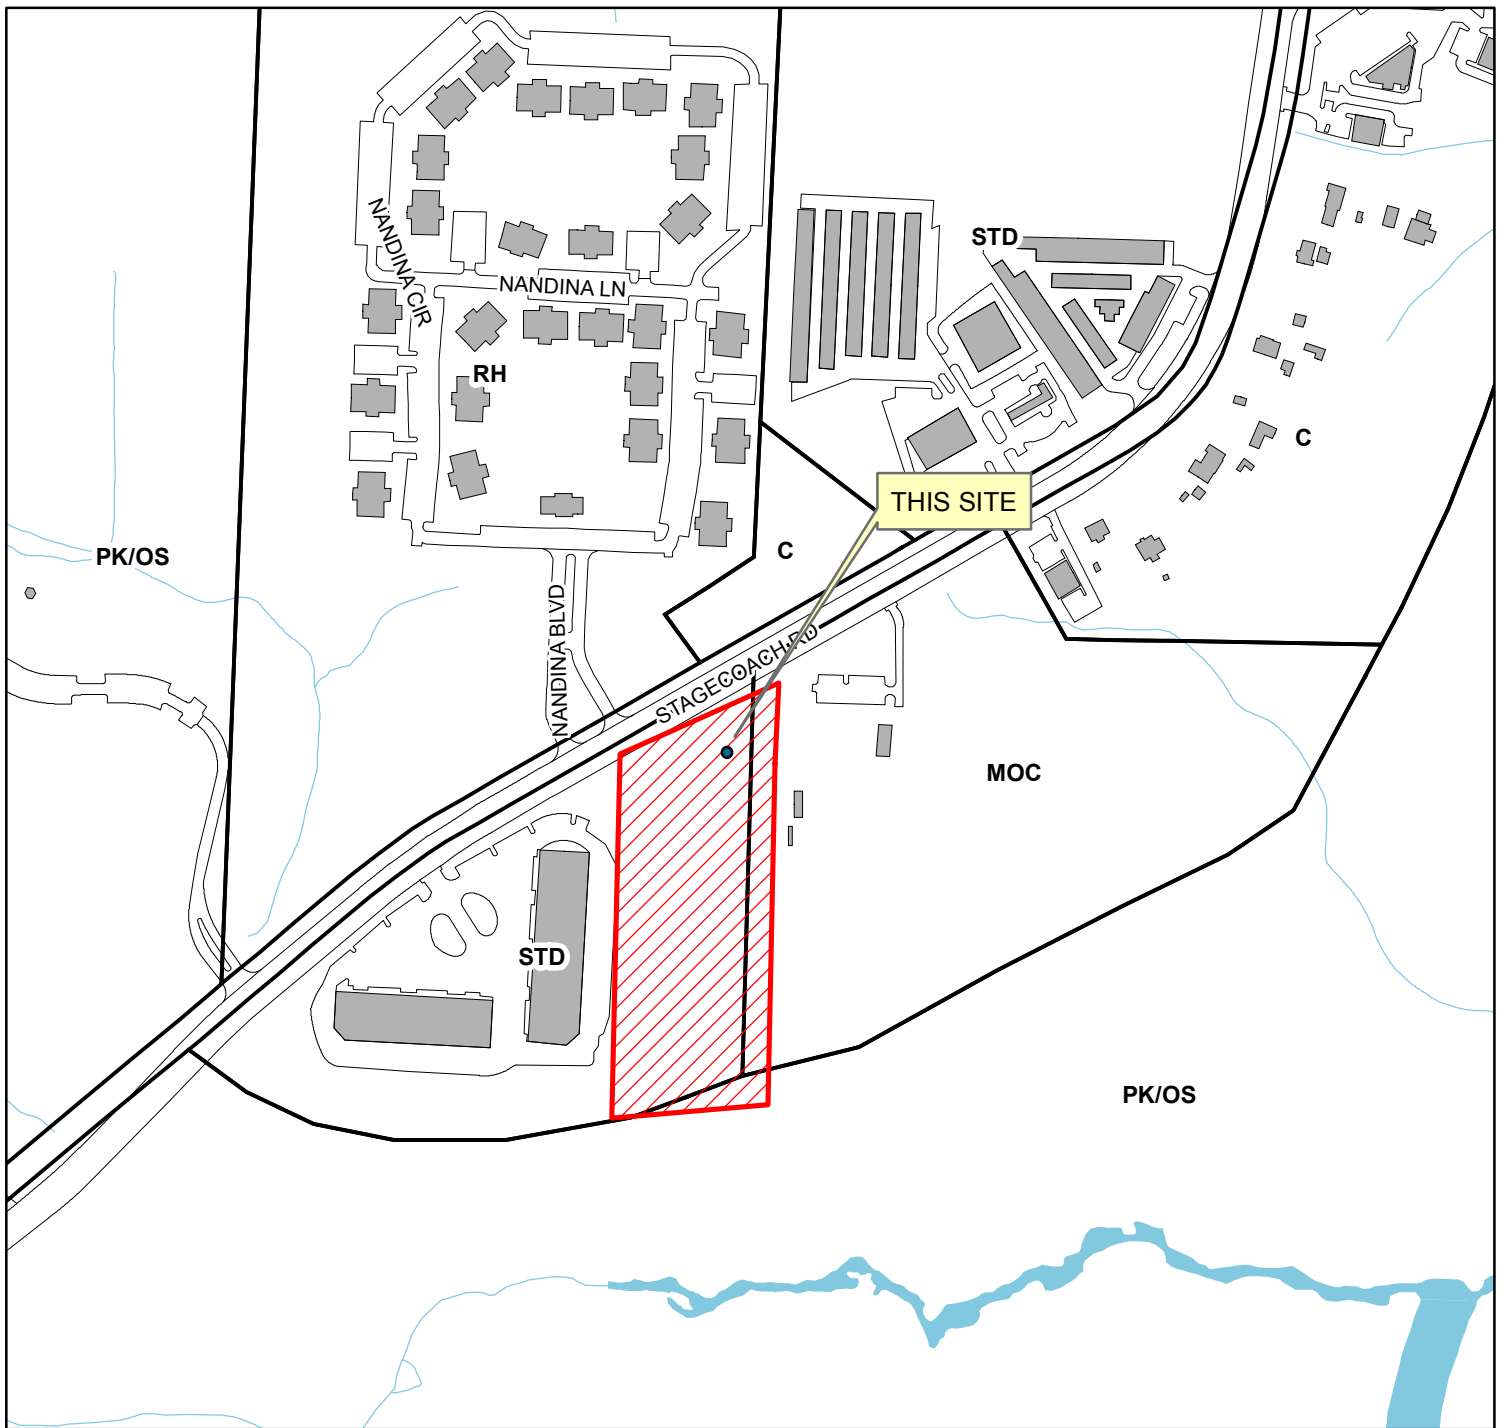 NANDINA CIR
STD
NANDINA LN
RH
C
THIS SITE
PK/OS
C
NANDINA BLVD
STAGECOACH RD
MOC
STD
PK/OS